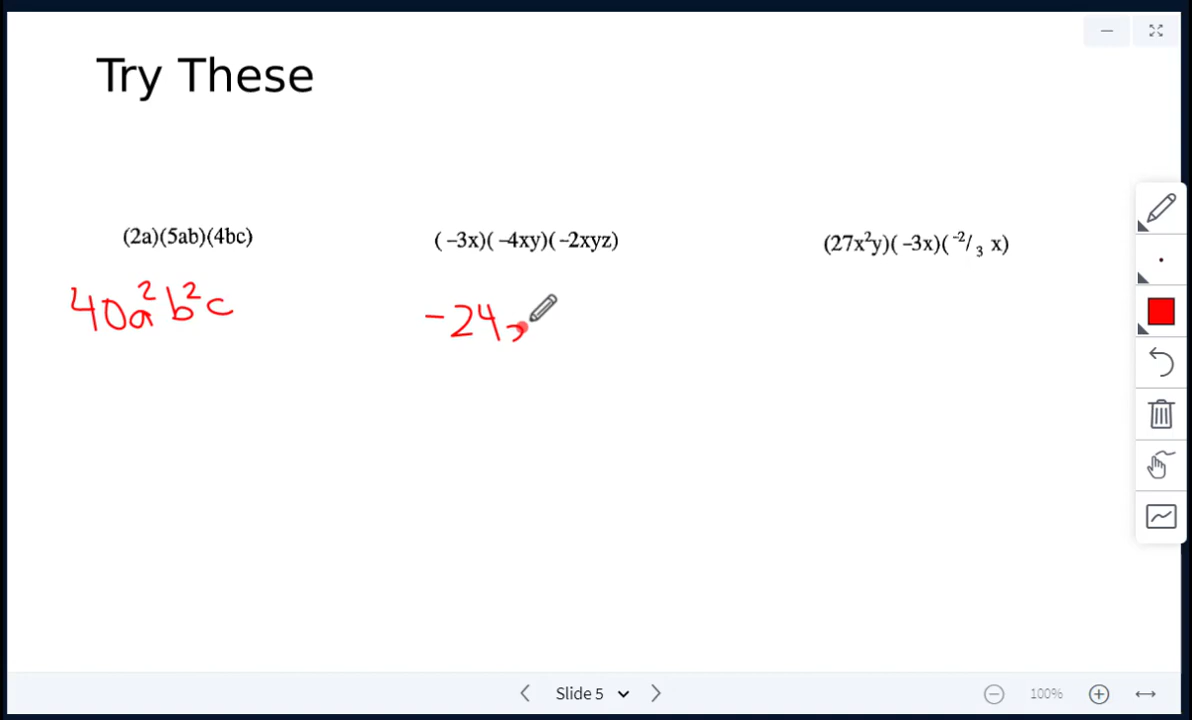 Try These
(2a)(5ab)(4bc)
(-3x)(-4xy)(-2xyz)
(27x²y)(-3x)(⁻²/₃ x)
40a²b²c
-24
Slide 5
100%